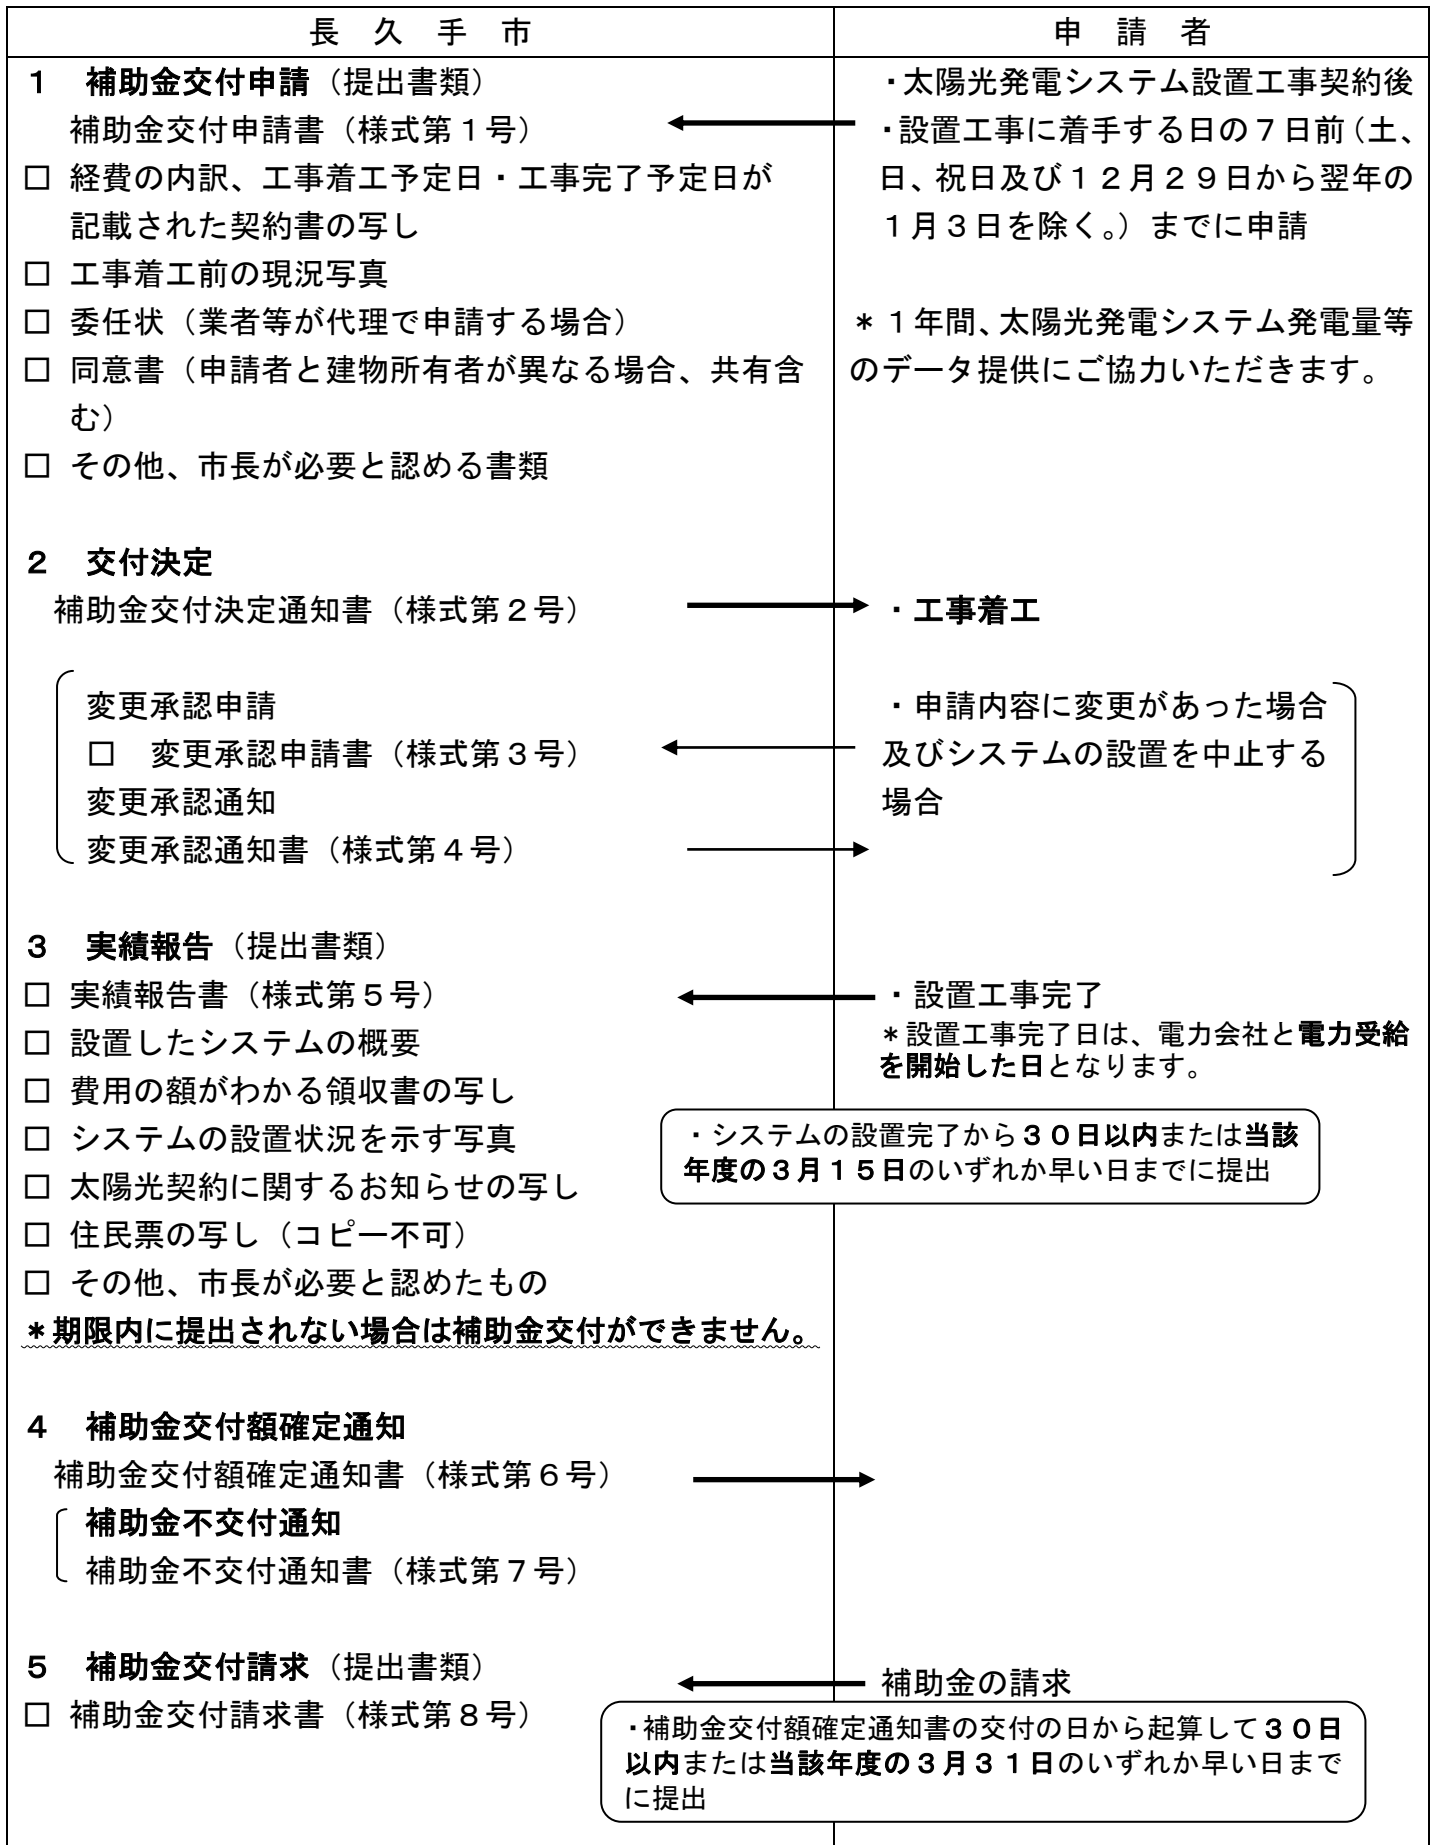 長　久　手　市
申　請　者
１　補助金交付申請（提出書類）
補助金交付申請書（様式第１号）
□ 経費の内訳、工事着工予定日・工事完了予定日が
記載された契約書の写し
□ 工事着工前の現況写真
□ 委任状（業者等が代理で申請する場合）
□ 同意書（申請者と建物所有者が異なる場合、共有含
む）
□ その他、市長が必要と認める書類
・太陽光発電システム設置工事契約後
・設置工事に着手する日の７日前（土、
日、祝日及び１２月２９日から翌年の
１月３日を除く。）までに申請
＊１年間、太陽光発電システム発電量等
のデータ提供にご協力いただきます。
２　交付決定
補助金交付決定通知書（様式第２号）
・工事着工
変更承認申請
□　変更承認申請書（様式第３号）
変更承認通知
変更承認通知書（様式第４号）
・申請内容に変更があった場合
及びシステムの設置を中止する
場合
３　実績報告（提出書類）
□ 実績報告書（様式第５号）
□ 設置したシステムの概要
□ 費用の額がわかる領収書の写し
□ システムの設置状況を示す写真
□ 太陽光契約に関するお知らせの写し
□ 住民票の写し（コピー不可）
□ その他、市長が必要と認めたもの
＊期限内に提出されない場合は補助金交付ができません。
・設置工事完了
＊設置工事完了日は、電力会社と電力受給
を開始した日となります。
・システムの設置完了から３０日以内または当該
年度の３月１５日のいずれか早い日までに提出
４　補助金交付額確定通知
補助金交付額確定通知書（様式第６号）
補助金不交付通知
補助金不交付通知書（様式第７号）
５　補助金交付請求（提出書類）
□ 補助金交付請求書（様式第８号）
補助金の請求
・補助金交付額確定通知書の交付の日から起算して３０日
以内または当該年度の３月３１日のいずれか早い日まで
に提出